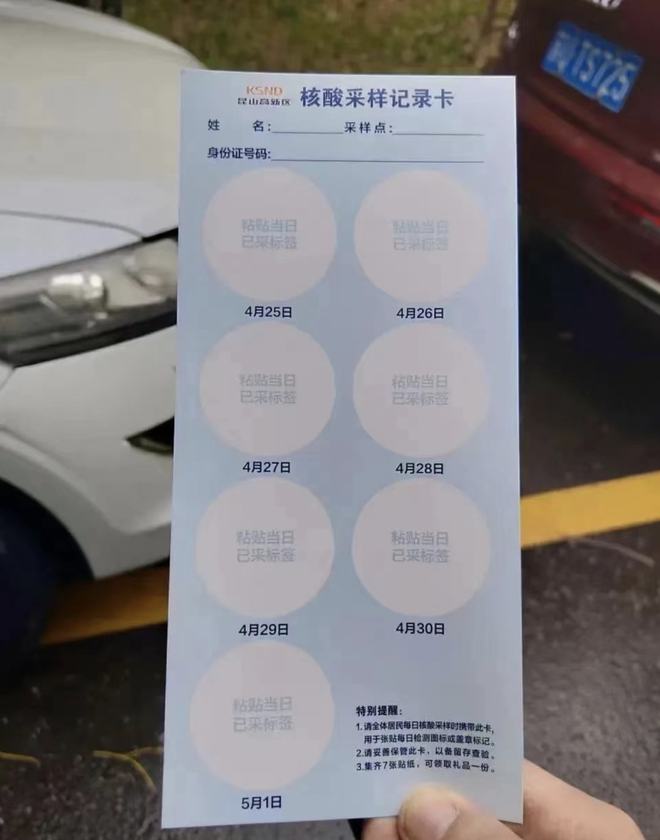 KSND
昆山高新区 核酸采样记录卡
姓 名:
采样点:
身份证号码:
粘贴当日
已采标签
粘贴当日
已采标签
4月25日
4月26日
粘贴当日
已采标签
粘贴当日
已采标签
4月27日
4月28日
粘贴当日
已采标签
粘贴当日
已采标签
4月29日
4月30日
粘贴当日
已采标签
5月1日
特别提醒:
1.请全体居民每日核酸采样时携带此卡,
用于张贴每日检测图标或盖章标记。
2.请妥善保管此卡,以备留存查验。
3.集齐7张贴纸,可领取礼品一份。